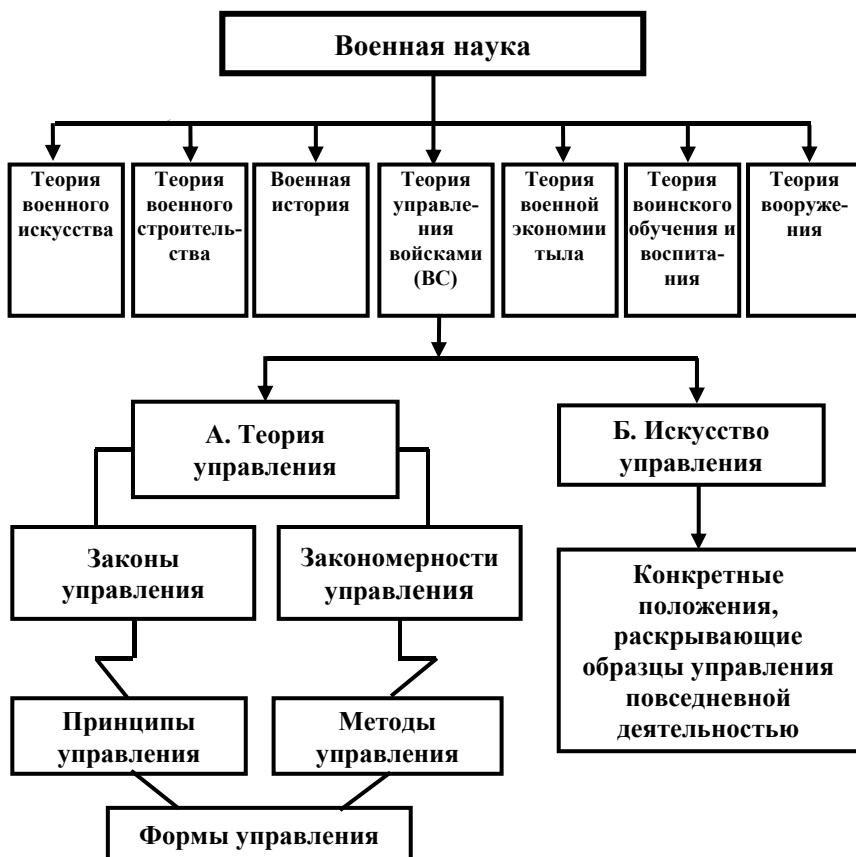 Военная наука
Теория
военного
искусства
Теория
военного
строитель-
ства
Военная
история
Теория
управле-
ния
войсками
(ВС)
Теория
военной
экономии
тыла
Теория
воинского
обучения и
воспита-
ния
Теория
вооруже-
ния
А. Теория
управления
Б. Искусство
управления
Законы
управления
Закономерности
управления
Конкретные
положения,
раскрывающие
образцы управления
повседневной
деятельностью
Принципы
управления
Методы
управления
Формы управления